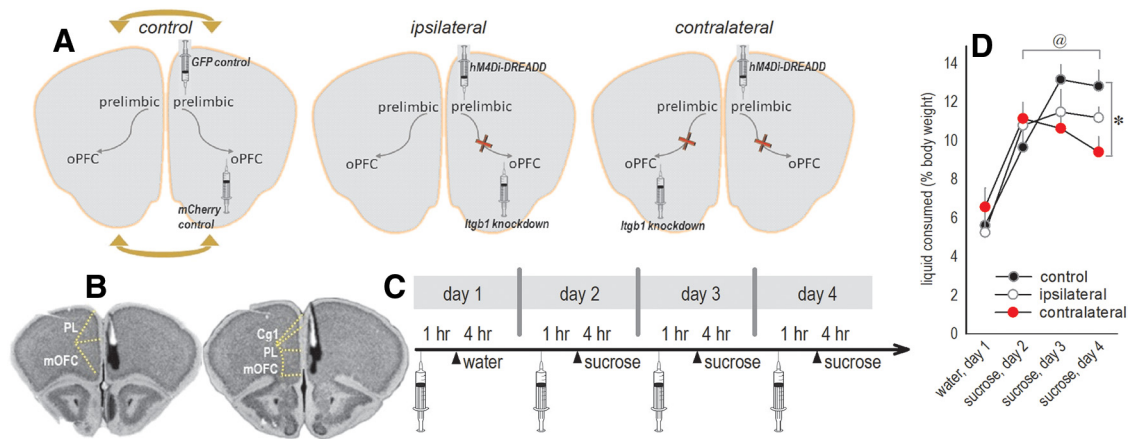 A
control
GFP control
prelimbic
prelimbic
oPFC
oPFC
mCherry
control
ipsilateral
hM4Di-DREADD
prelimbic
prelimbic
oPFC
oPFC
Itgb1 knockdown
contralateral
hM4Di-DREADD
prelimbic
prelimbic
oPFC
oPFC
Itgb1 knockdown
B
PL
mOFC
Cg1
PL
mOFC
C
day 1
day 2
day 3
day 4
1 hr 4 hr
1 hr 4 hr
1 hr 4 hr
1 hr 4 hr
water
sucrose
sucrose
sucrose
D
@
*
liquid consumed (% body weight)
14
12
10
8
6
4
2
0
control
ipsilateral
contralateral
water, day 1
sucrose, day 2
sucrose, day 3
sucrose, day 4